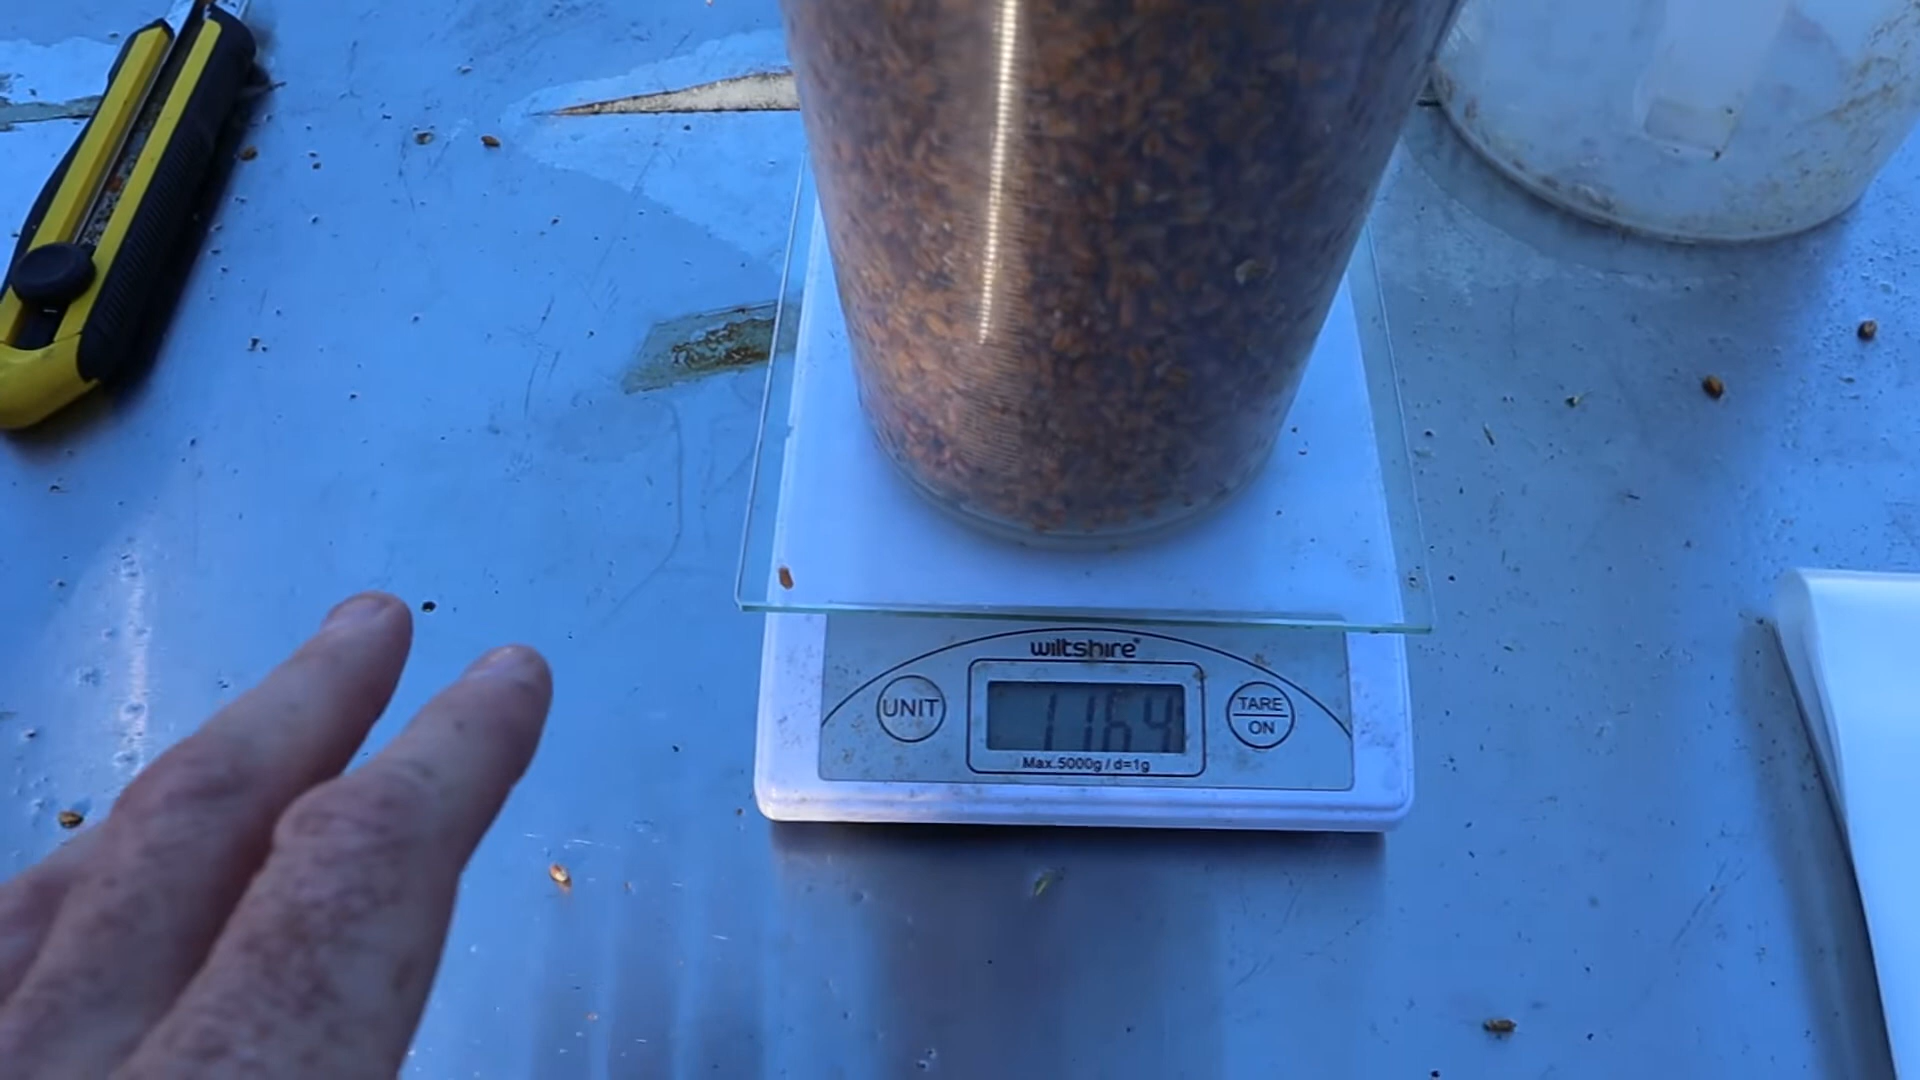 wiltshire
UNIT
1164
TARE
ON
Max.5000g / d=1g